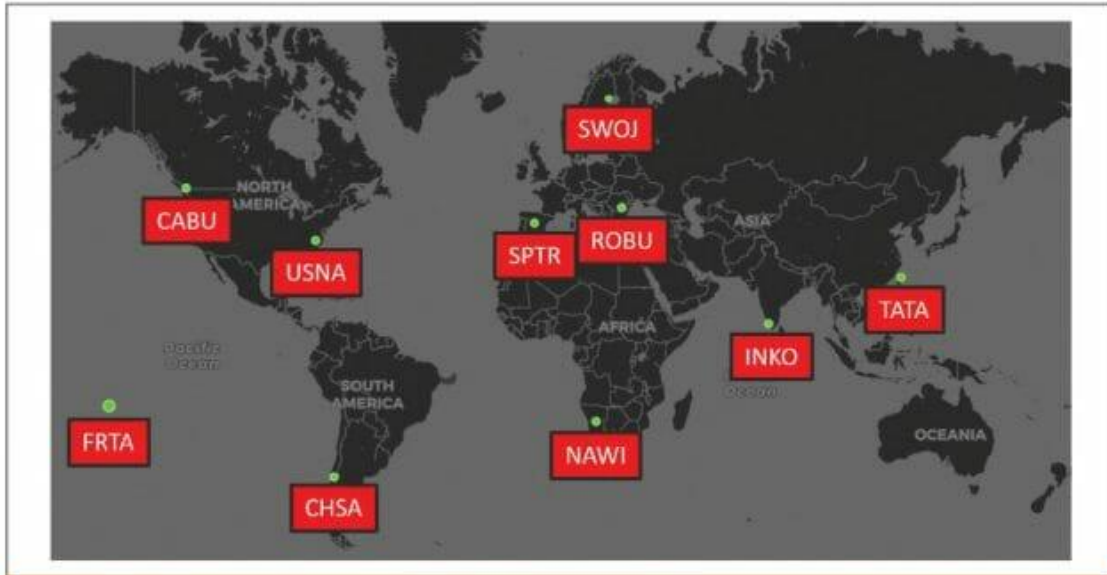 SWOJ
NORTH
AMERICA
CABU
ASIA
SPTR
ROBU
USNA
TATA
AFRICA
INKO
Pacific
Ocean
SOUTH
AMERICA
Ocean
FRTA
NAWI
OCEANIA
CHSA